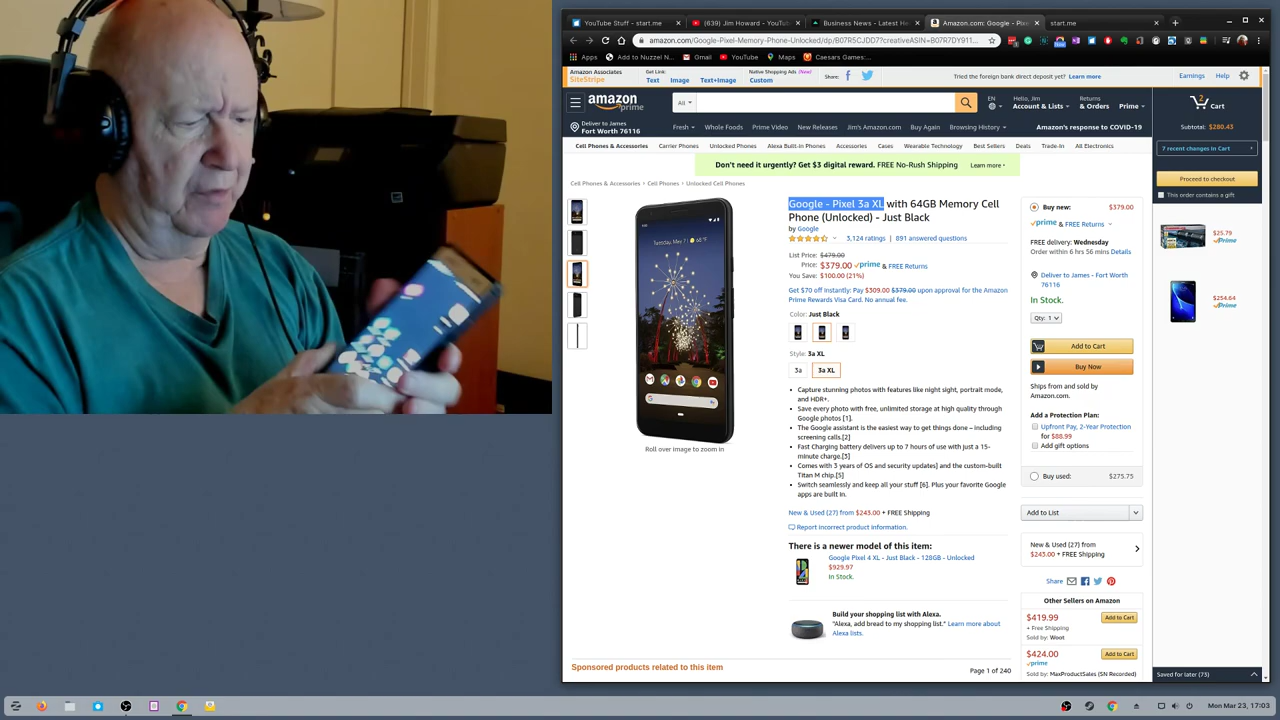 YouTube Stuff - start.me
(639) Jim Howard - YouTu
Business News - Latest He
Amazon.com: Google - Pix
start.me
amazon.com/Google-Pixel-Memory-Phone-Unlocked/dp/B07R5CJDD7?creativeASIN=B07R7DY911...
Apps
Add to Nuzzel N...
Gmail
YouTube
Maps
Caesars Games:...
Amazon Associates
SiteStripe
Get Link:
Text
Image
Text+Image
Native Shopping Ads (New!)
Custom
Share:
Tried the foreign bank direct deposit yet? Learn more
Earnings
Help
amazon prime
All
EN
Hello, Jim
Account & Lists
Returns
& Orders
Prime
2
Cart
Deliver to James
Fort Worth 76116
Fresh
Whole Foods
Prime Video
New Releases
Jim's Amazon.com
Buy Again
Browsing History
Amazon's response to COVID-19
Subtotal: $280.43
7 recent changes in Cart
Proceed to checkout
This order contains a gift
Cell Phones & Accessories
Carrier Phones
Unlocked Phones
Alexa Built-in Phones
Accessories
Cases
Wearable Technology
Best Sellers
Deals
Trade-In
All Electronics
Don't need it urgently? Get $3 digital reward. FREE No-Rush Shipping
Learn more
Cell Phones & Accessories › Cell Phones › Unlocked Cell Phones
Google - Pixel 3a XL with 64GB Memory Cell
Phone (Unlocked) - Just Black
by Google
3,124 ratings | 891 answered questions
List Price: $479.00
Price: $379.00 prime & FREE Returns
You Save: $100.00 (21%)
Get $70 off instantly: Pay $309.00 $379.00 upon approval for the Amazon
Prime Rewards Visa Card. No annual fee.
Color: Just Black
Style: 3a XL
3a
3a XL
• Capture stunning photos with features like night sight, portrait mode,
and HDR+.
• Save every photo with free, unlimited storage at high quality through
Google photos [1].
• The Google assistant is the easiest way to get things done – including
screening calls.[2]
• Fast Charging battery delivers up to 7 hours of use with just a 15-
minute charge.[3]
• Comes with 3 years of OS and security updates] and the custom-built
Titan M chip.[5]
• Switch seamlessly and keep all your stuff [6]. Plus your favorite Google
apps are built in.
New & Used (27) from $243.00 + FREE Shipping
Report incorrect product information.
There is a newer model of this item:
Google Pixel 4 XL - Just Black - 128GB - Unlocked
$929.97
In Stock.
Build your shopping list with Alexa.
"Alexa, add bread to my shopping list." Learn more about
Alexa lists.
Tuesday, May 7 | 66 °F
Roll over image to zoom in
Buy new: $379.00
prime & FREE Returns
FREE delivery: Wednesday
Order within 6 hrs 56 mins Details
Deliver to James - Fort Worth
76116
In Stock.
Qty: 1
Add to Cart
Buy Now
Ships from and sold by
Amazon.com.
Add a Protection Plan:
Upfront Pay, 2-Year Protection
for $88.99
Add gift options
Buy used: $275.75
Add to List
New & Used (27) from
$243.00 + FREE Shipping
Share
Other Sellers on Amazon
$419.99
Add to Cart
+ Free Shipping
Sold by: Woot
$424.00
Add to Cart
prime
Sold by: MaxProductSales (SN Recorded)
$25.79
prime
$254.64
prime
Sponsored products related to this item
Page 1 of 240
Saved for later (73)
Mon Mar 23, 17:03